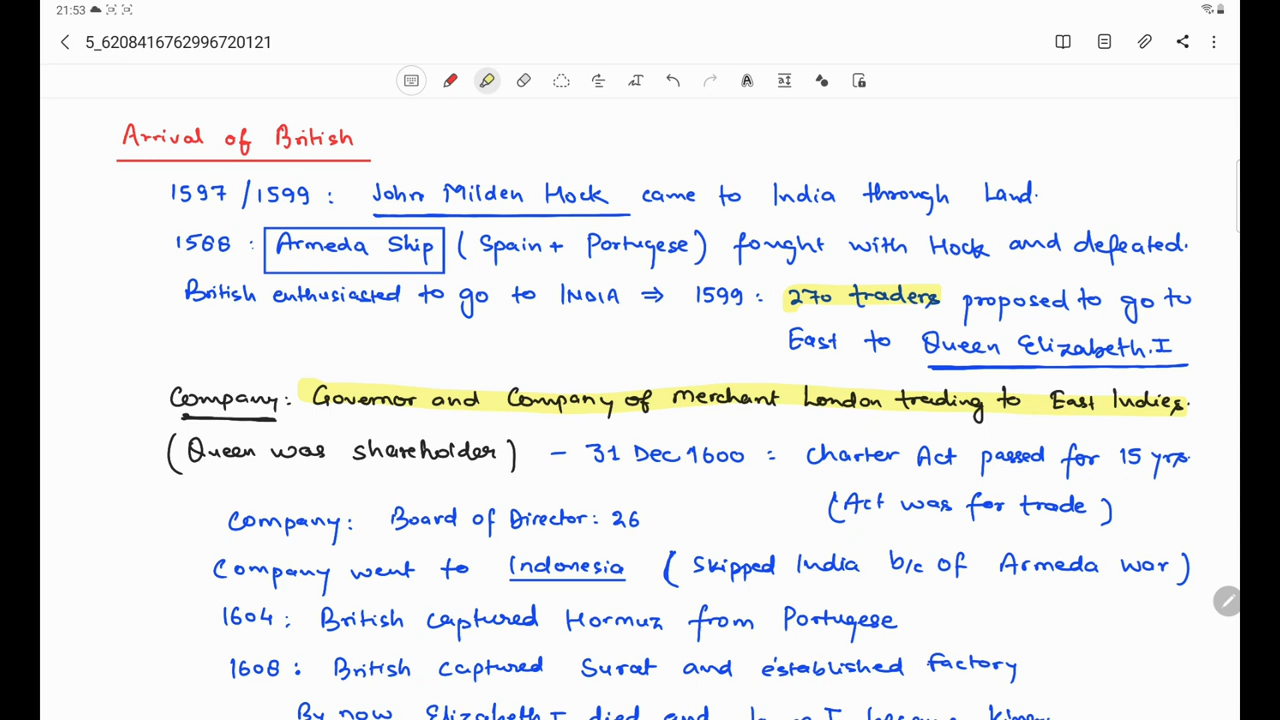 21:53
5_6208416762996720121
Arrival of British
1597 / 1599 : John Milden Hock came to India through Land.
1588 : Armeda Ship ( Spain + Portugese ) fought with Hock and defeated.
British enthusiasted to go to INDIA ⇒ 1599 : 270 traders proposed to go to
East to Queen Elizabeth.I
Company : Governor and Company of merchant London trading to East Indies.
( Queen was shareholder ) - 31 Dec 1600 : Charter Act passed for 15 yrs.
( Act was for trade )
Company : Board of Director : 26
Company went to Indonesia ( Skipped India b/c of Armeda war )
1604 : British captured Hormuz from Portugese
1608 : British captured Surat and established factory
By now Elizabeth I died and